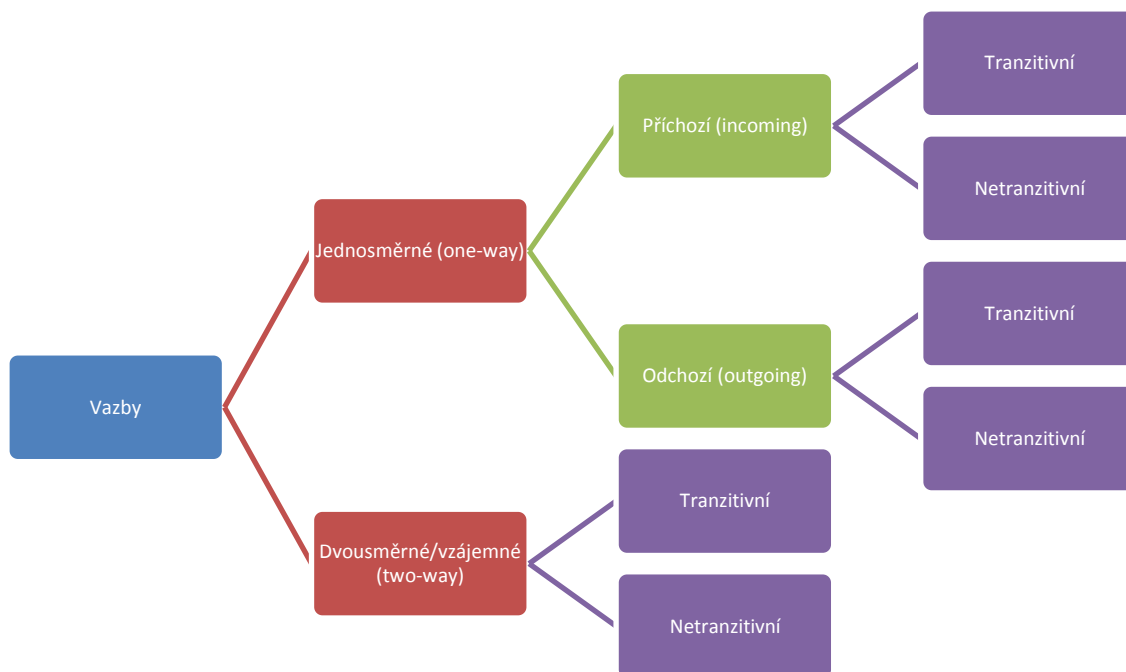 Vazby
Jednosměrné (one-way)
Příchozí (incoming)
Tranzitivní
Netranzitivní
Odchozí (outgoing)
Tranzitivní
Netranzitivní
Dvousměrné/vzájemné
(two-way)
Tranzitivní
Netranzitivní